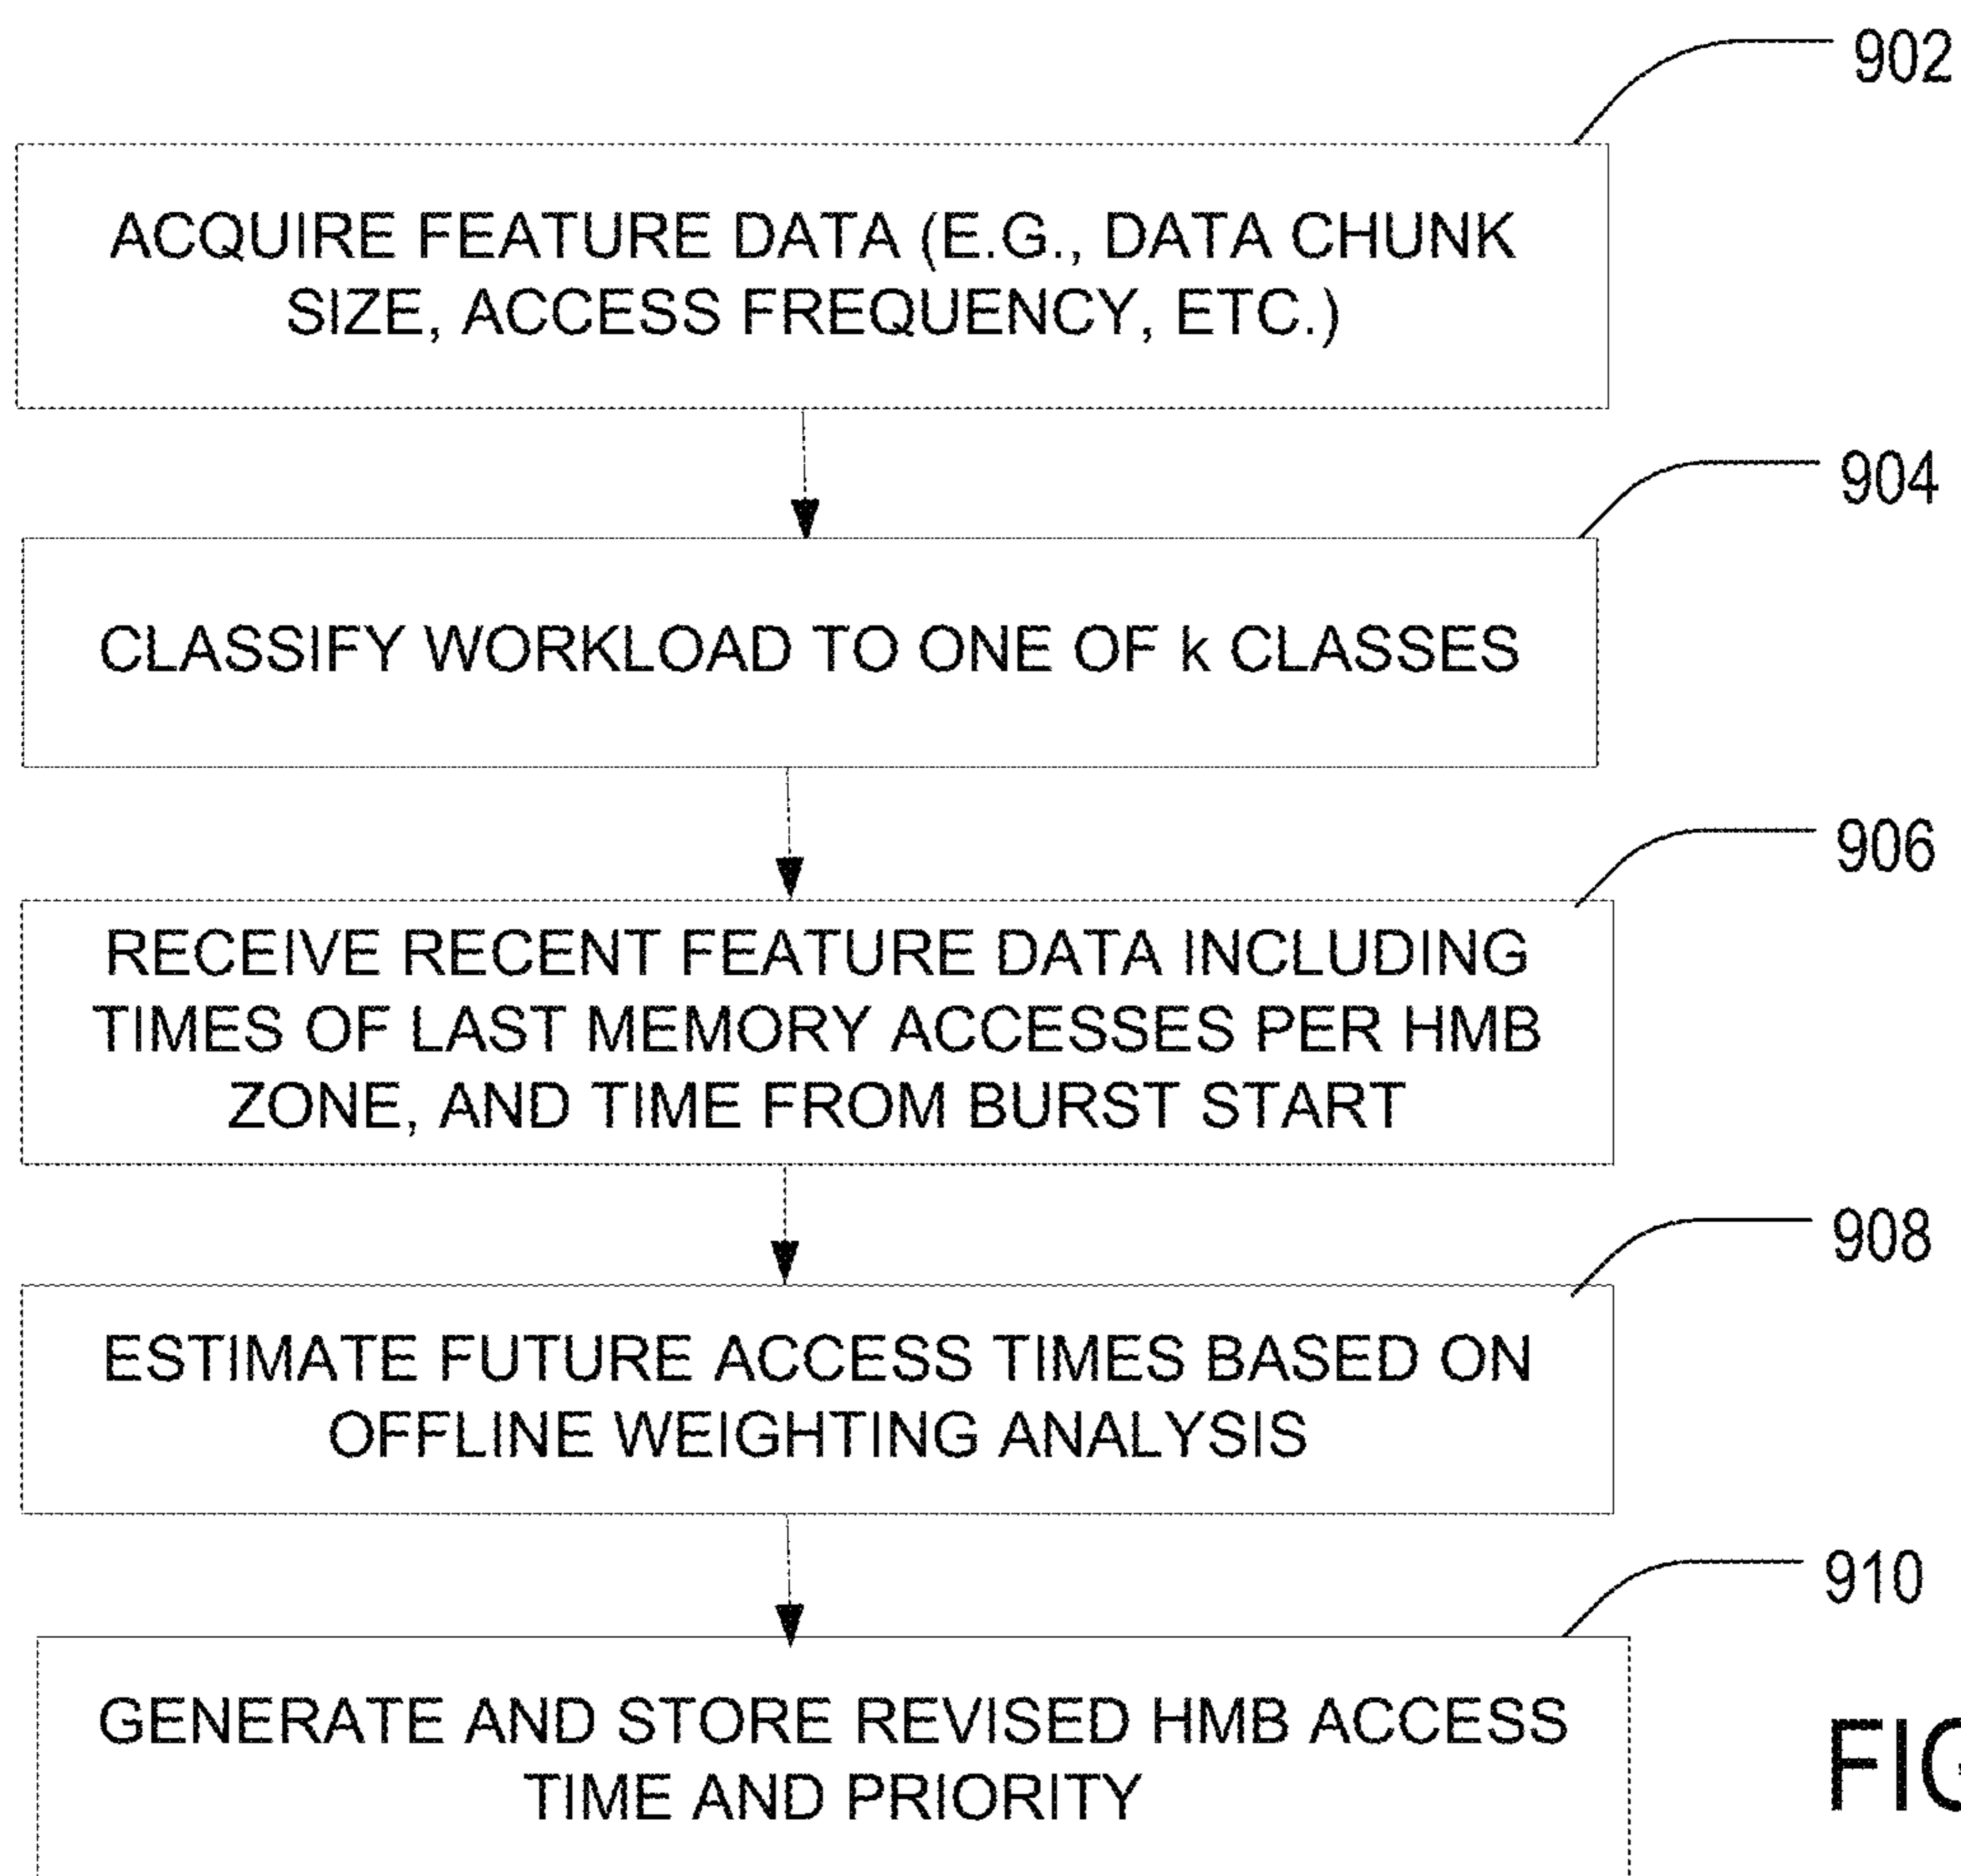 902
ACQUIRE FEATURE DATA (E.G., DATA CHUNK
SIZE, ACCESS FREQUENCY, ETC.)
904
CLASSIFY WORKLOAD TO ONE OF k CLASSES
906
RECEIVE RECENT FEATURE DATA INCLUDING
TIMES OF LAST MEMORY ACCESSES PER HMB
ZONE, AND TIME FROM BURST START
908
ESTIMATE FUTURE ACCESS TIMES BASED ON
OFFLINE WEIGHTING ANALYSIS
910
GENERATE AND STORE REVISED HMB ACCESS
TIME AND PRIORITY